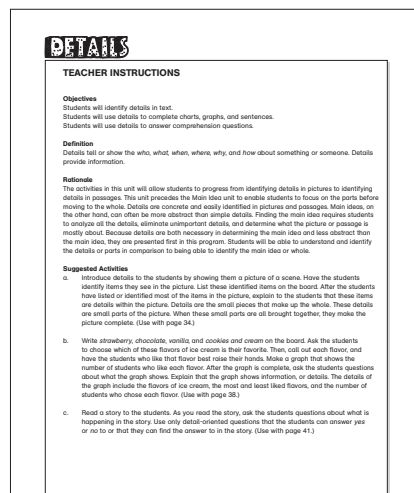 DETAILS
TEACHER INSTRUCTIONS
Objectives
Students will identify details in text.
Students will use details to complete charts, graphs, and sentences.
Students will use details to answer comprehension questions.
Definition
Details tell or show the who, what, when, where, why, and how about something or someone. Details
provide information.
Rationale
The activities in this unit will allow students to progress from identifying details in pictures to identifying
details in passages. This unit precedes the Main Idea unit to enable students to focus on the parts before
moving to the whole. Details are concrete and easily identified in pictures and passages. Main ideas, on
the other hand, can often be more abstract than simple details. Finding the main idea requires students
to analyze all the details, eliminate unimportant details, and determine what the picture or passage is
mostly about. Because details are both necessary in determining the main idea and less abstract than
the main idea, they are presented first in this program. Students will be able to understand and identify
the details or parts in comparison to being able to identify the main idea or whole.
Suggested Activities
a. Introduce details to the students by showing them a picture of a scene. Have the students
identify items they see in the picture. List these identified items on the board. After the students
have listed or identified most of the items in the picture, explain to the students that these items
are details within the picture. Details are the small pieces that make up the whole. These details
are small parts of the picture. When these small parts are all brought together, they make the
picture complete. (Use with page 34.)
b. Write strawberry, chocolate, vanilla, and cookies and cream on the board. Ask the students
to choose which of these flavors of ice cream is their favorite. Then, call out each flavor, and
have the students who like that flavor best raise their hands. Make a graph that shows the
number of students who like each flavor. After the graph is complete, ask the students questions
about what the graph shows. Explain that the graph shows information, or details. The details of
the graph include the flavors of ice cream, the most and least liked flavors, and the number of
students who chose each flavor. (Use with page 38.)
c. Read a story to the students. As you read the story, ask the students questions about what is
happening in the story. Use only detail-oriented questions that the students can answer yes
or no to or that they can find the answer to in the story. (Use with page 41.)